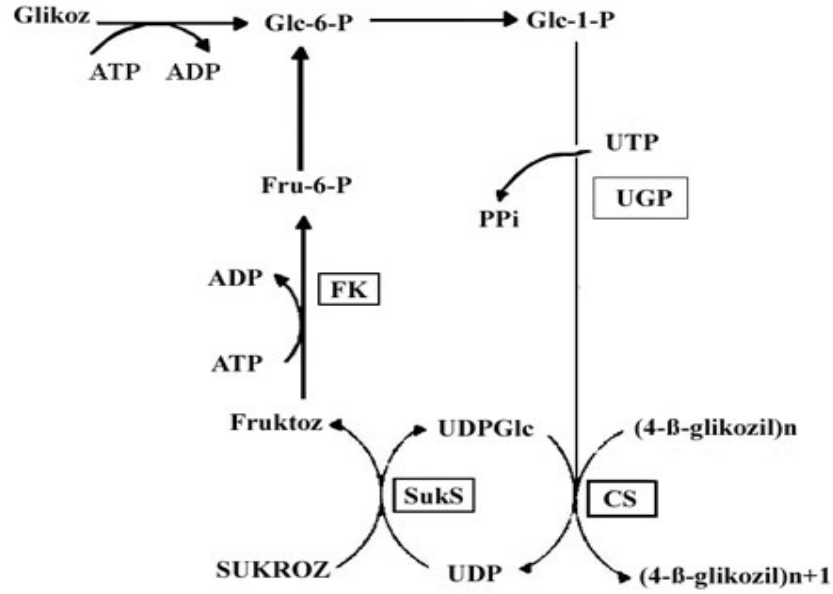 Glikoz
Glc-6-P
Glc-1-P
ATP
ADP
UTP
Fru-6-P
UGP
PPi
ADP
FK
ATP
Fruktoz
UDPGlc
(4-ß-glikozil)n
SukS
CS
SUKROZ
UDP
(4-ß-glikozil)n+1